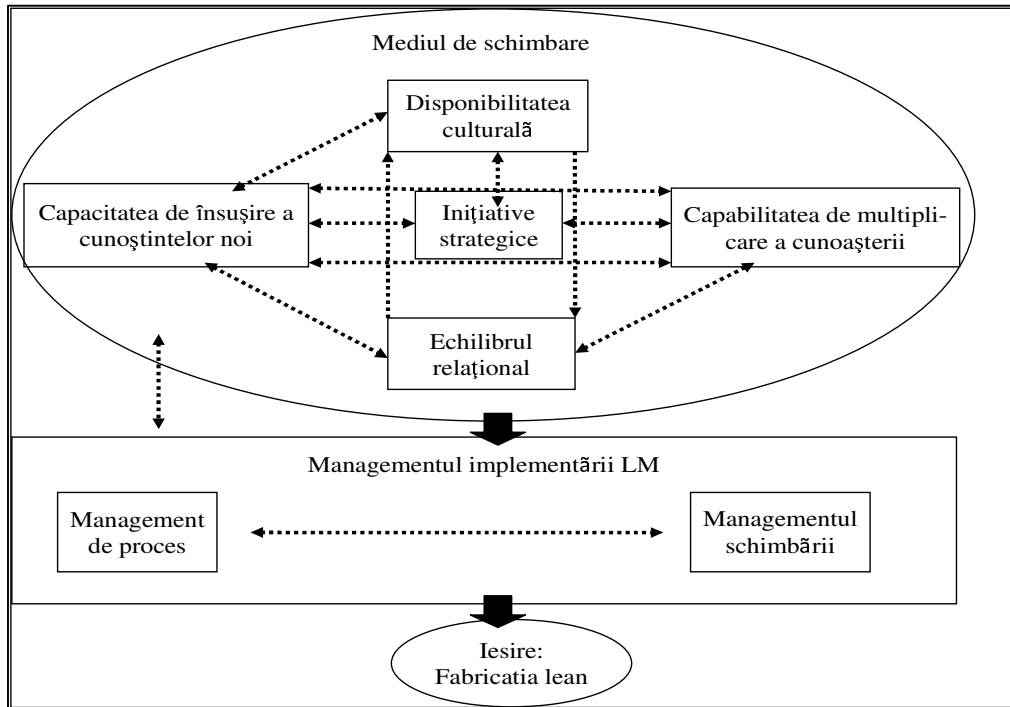 Mediul de schimbare
Disponibilitatea
culturalã
Capacitatea de însuşire a
cunoştintelor noi
Iniţiative
strategice
Capabilitatea de multipli-
care a cunoaşterii
Echilibrul
relaţional
Managementul implementãrii LM
Management
de proces
Managementul
schimbãrii
Iesire:
Fabricatia lean